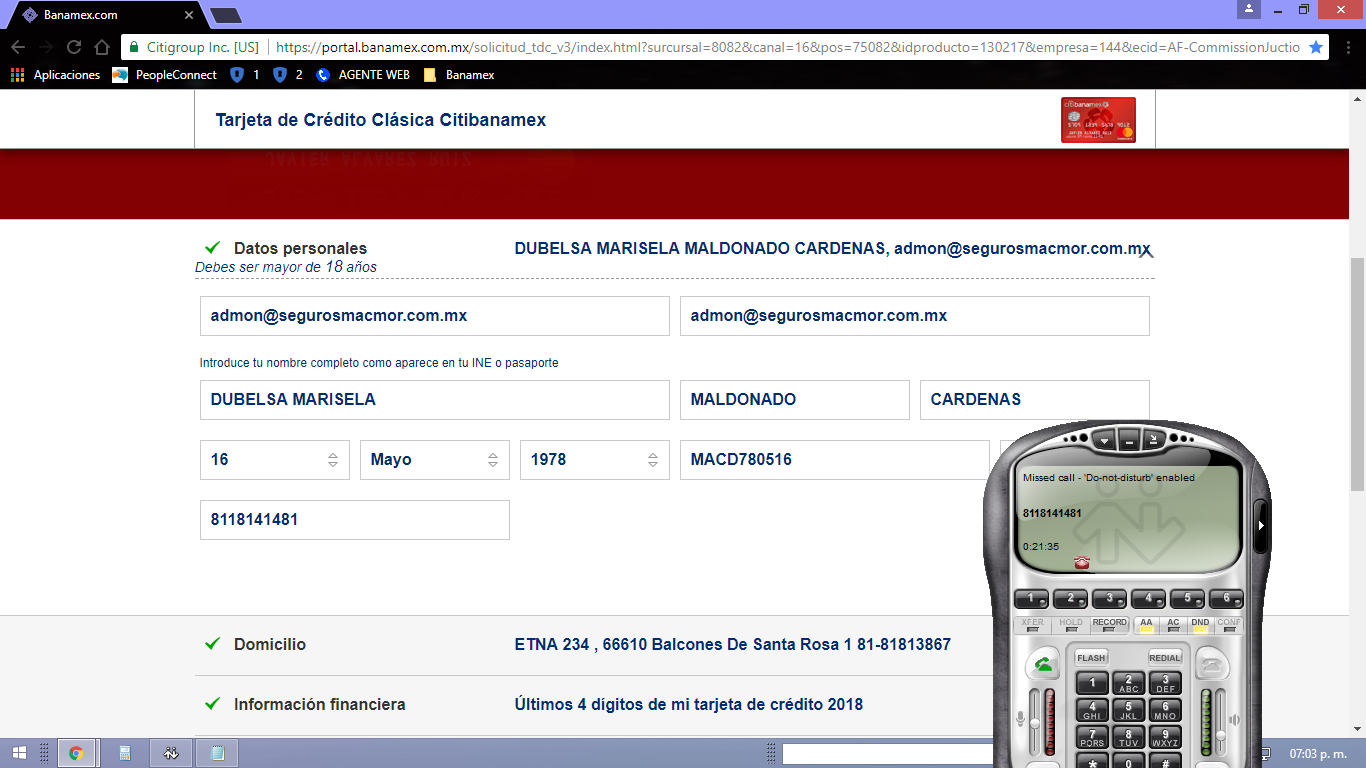 Banamex.com
Citigroup Inc. [US]
https://portal.banamex.com.mx/solicitud_tdc_v3/index.html?sursursal=8082&canal=16&pos=75082&idproducto=130217&empresa=144&ecid=AF-CommissionJuctio
Aplicaciones
PeopleConnect
1
2
AGENTE WEB
Banamex
Tarjeta de Crédito Clásica Citibanamex
Datos personales
DUBELSA MARISELA MALDONADO CARDENAS, admon@segurosmacmor.com.mx
Debes ser mayor de 18 años
admon@segurosmacmor.com.mx
admon@segurosmacmor.com.mx
Introduce tu nombre completo como aparece en tu INE o pasaporte
DUBELSA MARISELA
MALDONADO
CARDENAS
16
Mayo
1978
MACD780516
8118141481
Missed call - 'Do-not-disturb' enabled
8118141481
0:21:35
1 2 3 4 5 6
XFER HOLD RECORD AA AC DND CONF
FLASH
REDIAL
1
2 ABC
3 DEF
4 GHI
5 JKL
6 MNO
7 PQRS
8 TUV
9 WXYZ
*
0
#
Domicilio
ETNA 234 , 66610 Balcones De Santa Rosa 1 81-81813867
Información financiera
Últimos 4 dígitos de mi tarjeta de crédito 2018
07:03 p. m.